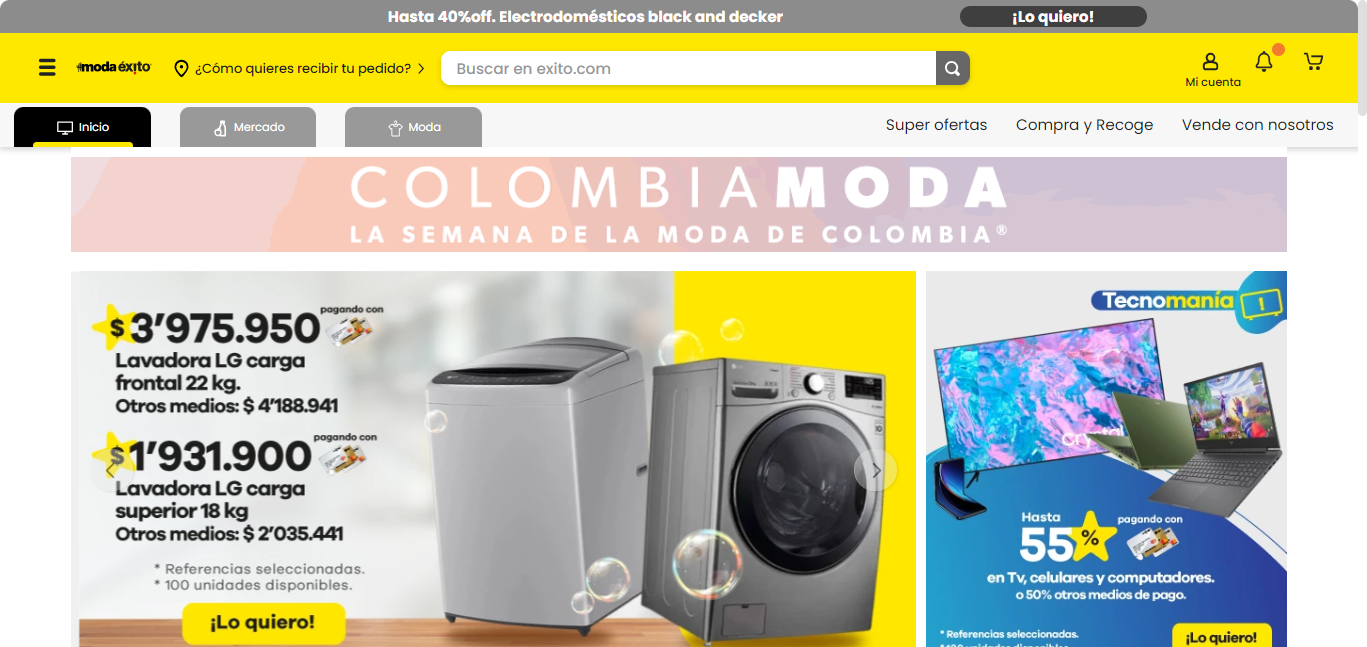 Hasta 40%off. Electrodomésticos black and decker
¡Lo quiero!
#moda éxito
¿Cómo quieres recibir tu pedido?
Buscar en exito.com
Mi cuenta
Inicio
Mercado
Moda
Super ofertas
Compra y Recoge
Vende con nosotros
COLOMBIAMODA
LA SEMANA DE LA MODA DE COLOMBIA®
$3'975.950
pagando con
Lavadora LG carga
frontal 22 kg.
Otros medios: $ 4'188.941
$1'931.900
pagando con
Lavadora LG carga
superior 18 kg
Otros medios: $ 2'035.441
* Referencias seleccionadas.
* 100 unidades disponibles.
¡Lo quiero!
Tecnomanía
Hasta
55%
pagando con
en Tv, celulares y computadores.
o 50% otros medios de pago.
* Referencias seleccionadas.
¡Lo quiero!